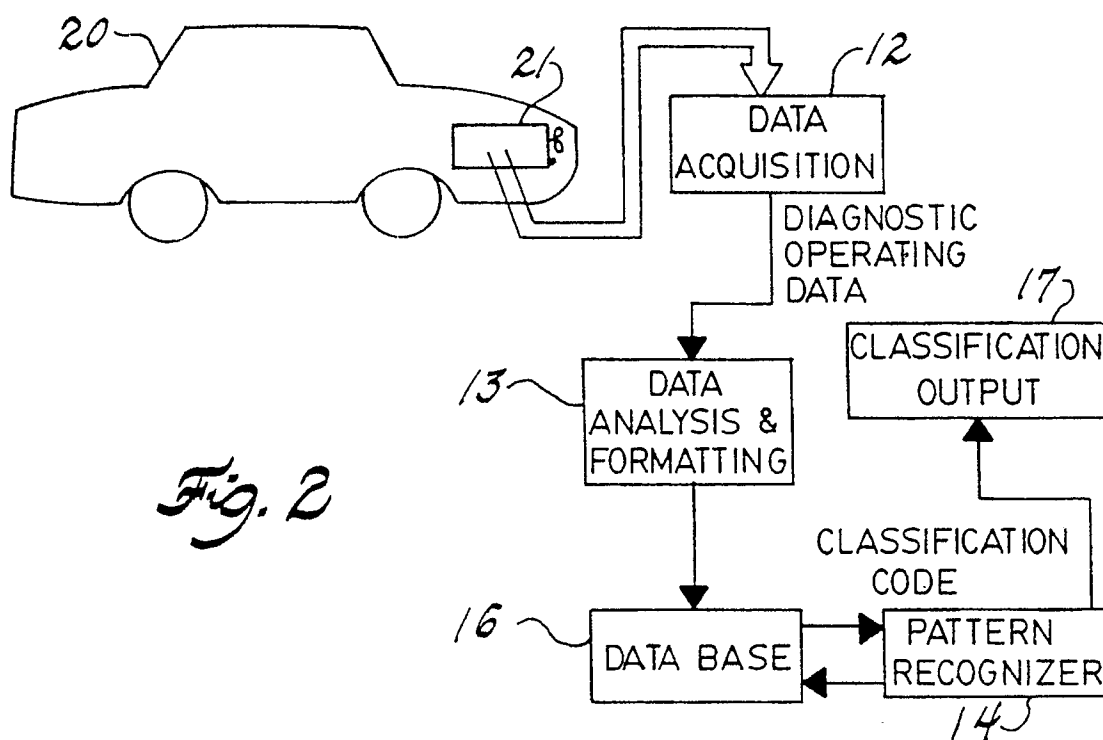 20
21
12
DATA
ACQUISITION
DIAGNOSTIC
OPERATING
DATA
17
CLASSIFICATION
OUTPUT
13
DATA
ANALYSIS &
FORMATTING
Fig. 2
CLASSIFICATION
CODE
16
DATA BASE
PATTERN
RECOGNIZER
14